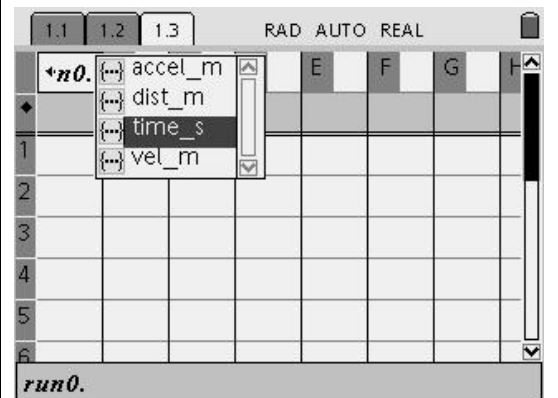 1.1 1.2 1.3 RAD AUTO REAL
n0. E F G H
accel_m
dist_m
time_s
vel_m
1
2
3
4
5
6
run0.